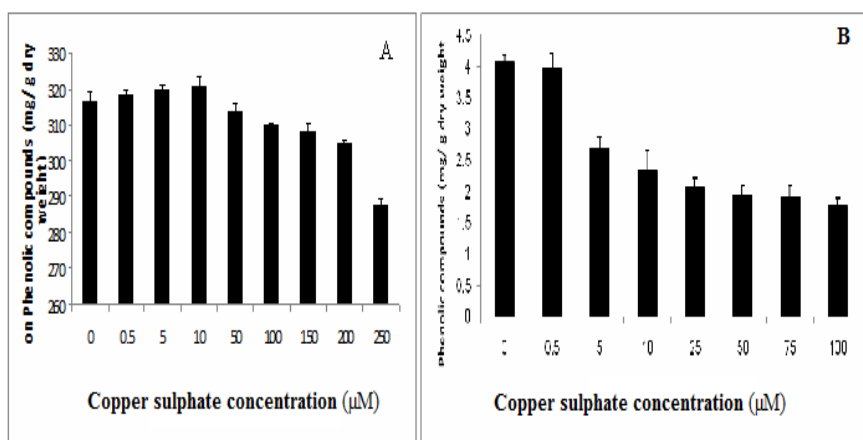 A
on Phenolic compounds (mg/ g dry
weight)
330
320
310
300
290
280
270
260
0 0.5 5 10 50 100 150 200 250
Copper sulphate concentration (µM)
B
Phenolic compounds (mg/ g dry weight
4.5
4
3.5
3
2.5
2
1.5
1
0.5
0
0 0.5 5 10 25 50 75 100
Copper sulphate concentration (µM)